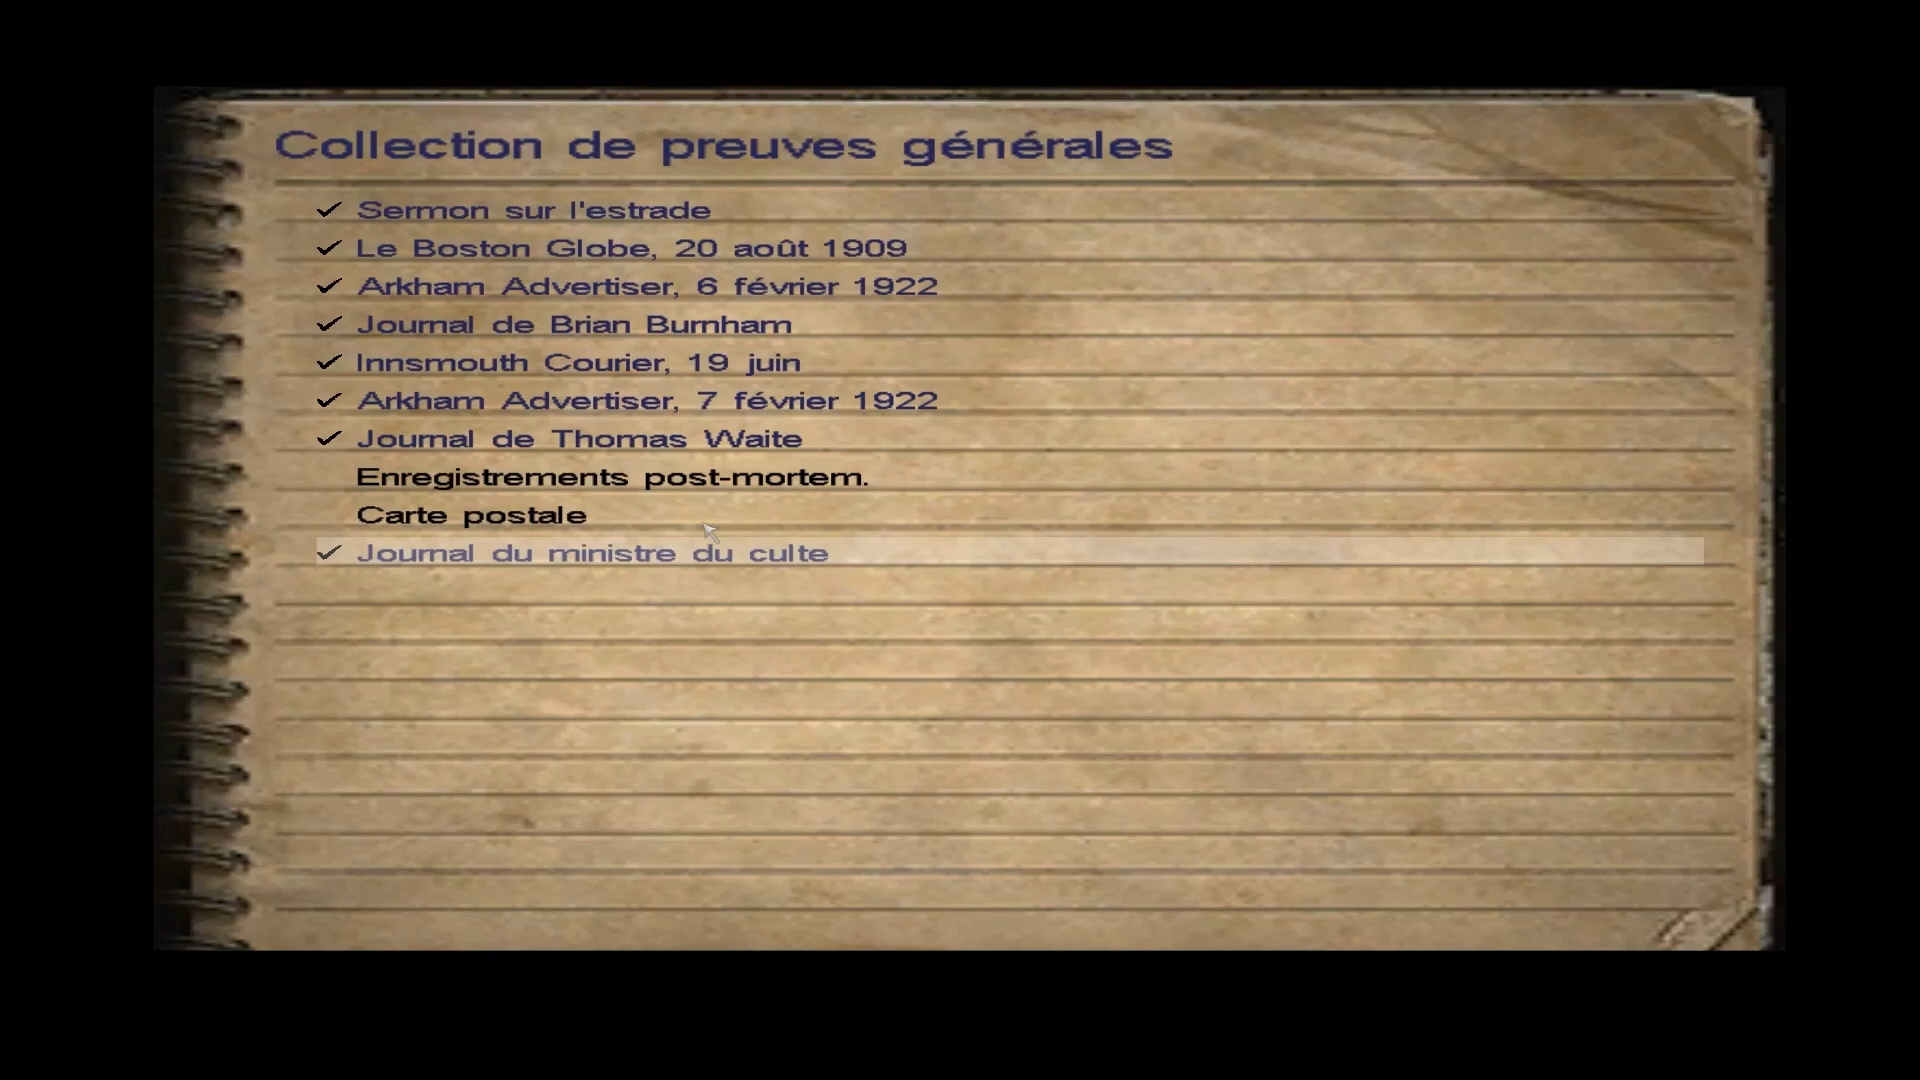 Collection de preuves générales
✓ Sermon sur l'estrade
✓ Le Boston Globe, 20 août 1909
✓ Arkham Advertiser, 6 février 1922
✓ Journal de Brian Burnham
✓ Innsmouth Courier, 19 juin
✓ Arkham Advertiser, 7 février 1922
✓ Journal de Thomas Waite
Enregistrements post-mortem.
Carte postale
✓ Journal du ministre du culte